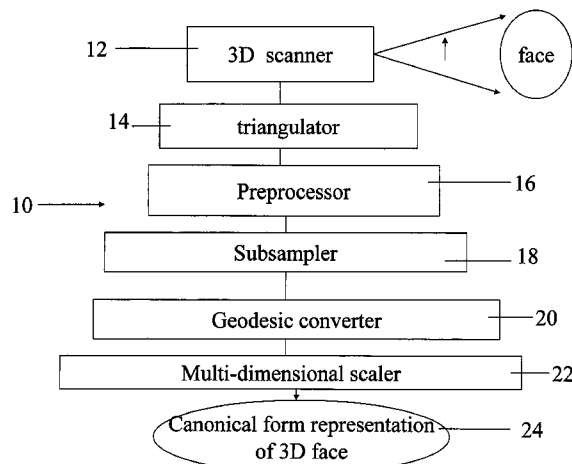 12 3D scanner face
14 triangulator
Preprocessor 16
10
Subsampler 18
Geodesic converter 20
Multi-dimensional scaler 22
Canonical form representation 24
of 3D face